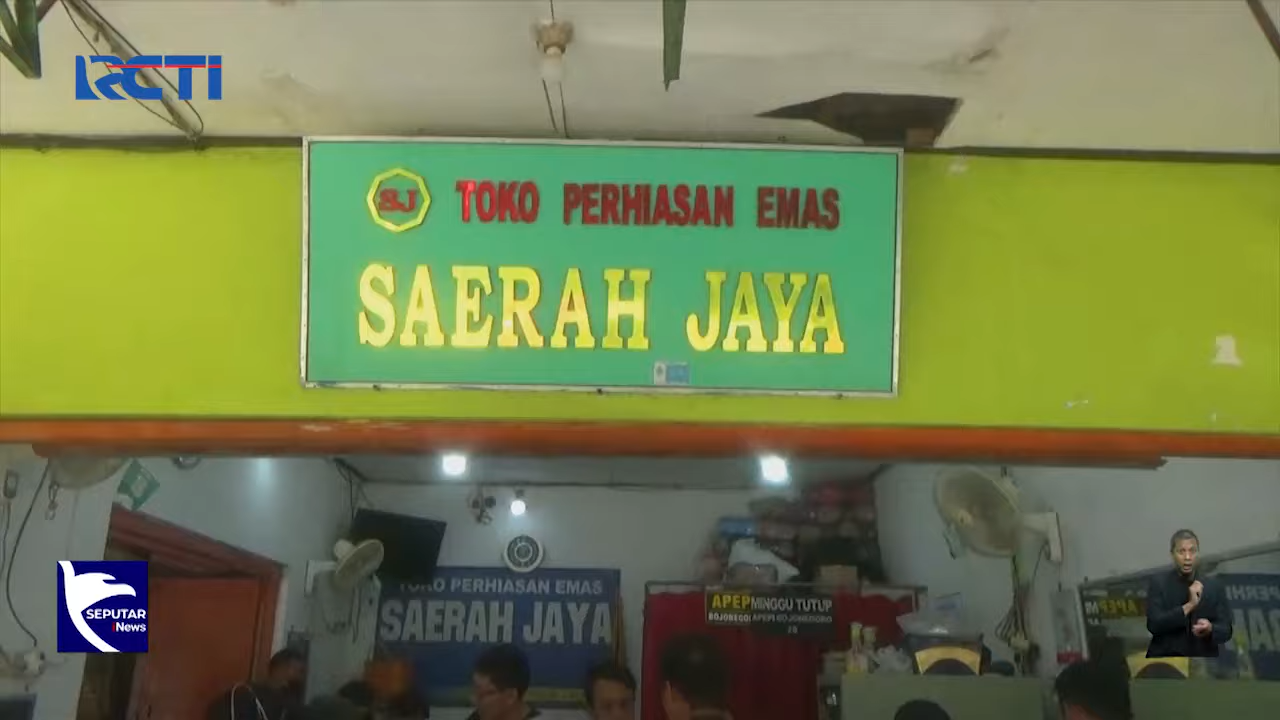 RCTI
SJ TOKO PERHIASAN EMAS
SAERAH JAYA
TOKO PERHIASAN EMAS
SAERAH JAYA
APEP MINGGU TUTUP
SEPUTAR
iNews